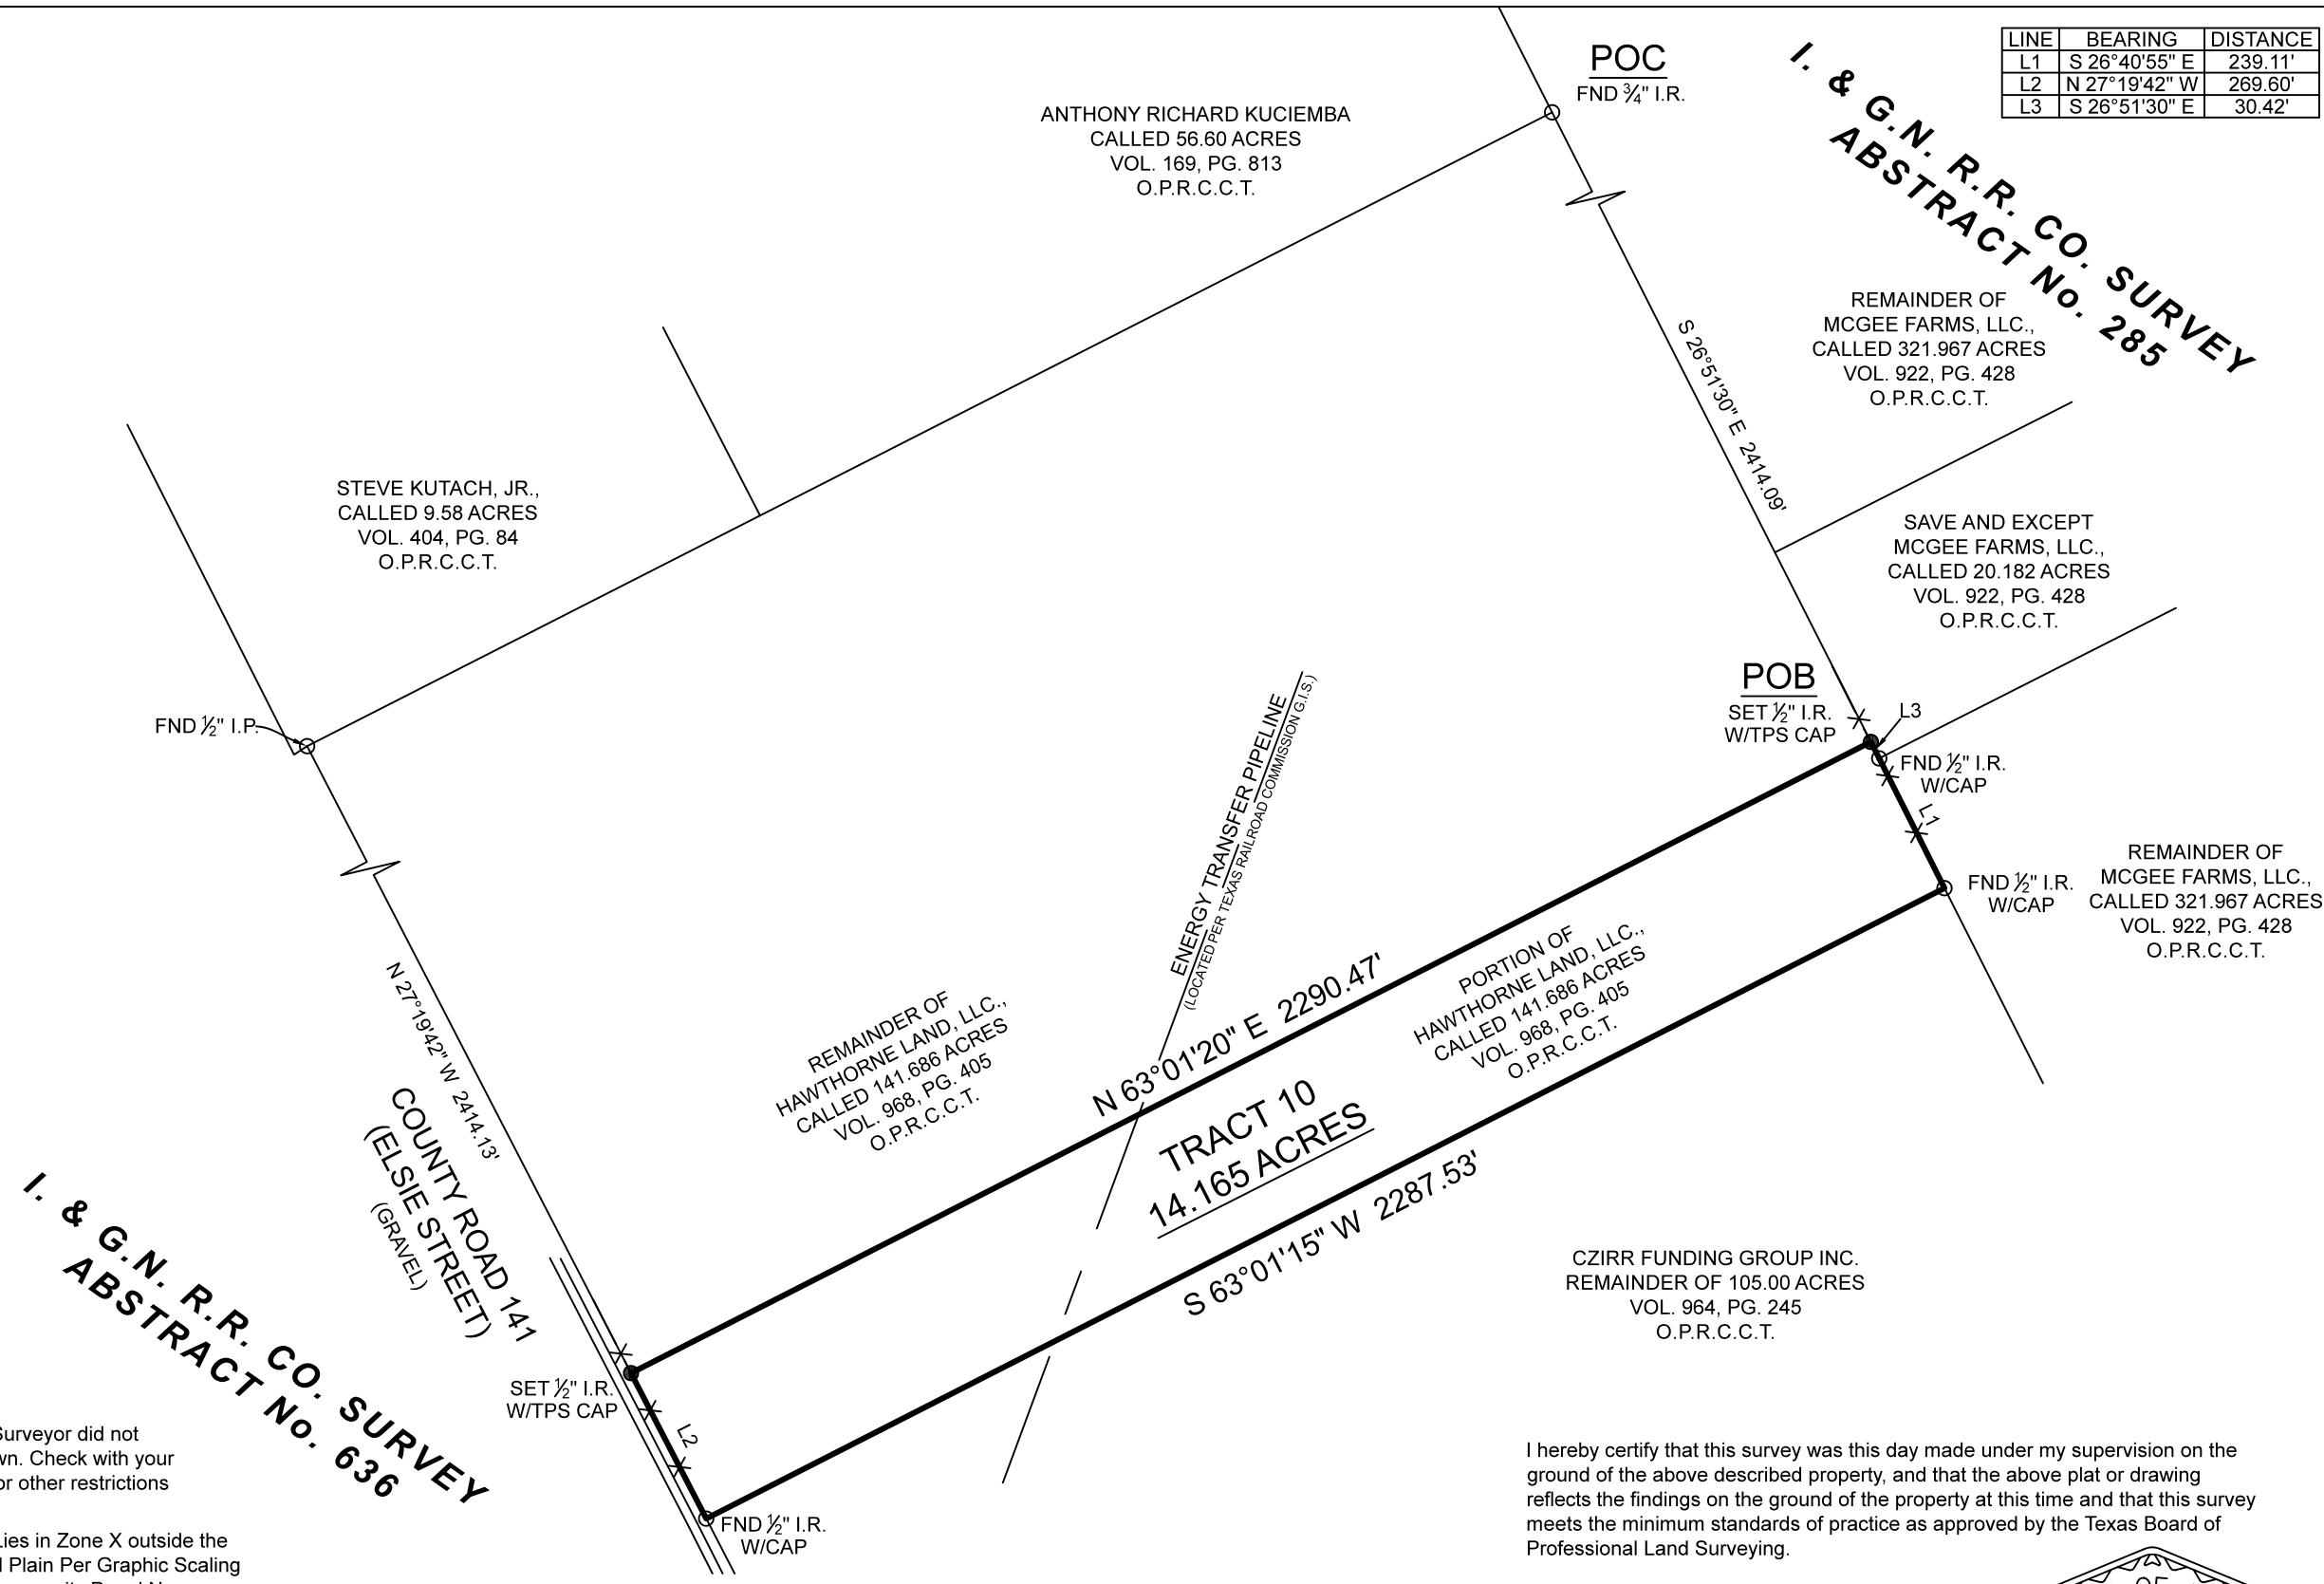 LINE BEARING DISTANCE
L1 S 26°40'55" E 239.11'
L2 N 27°19'42" W 269.60'
L3 S 26°51'30" E 30.42'
POC
FND 3/4" I.R.
I. & G.N. R.R. CO. SURVEY
ABSTRACT No. 285
ANTHONY RICHARD KUCIEMBA
CALLED 56.60 ACRES
VOL. 169, PG. 813
O.P.R.C.C.T.
REMAINDER OF
MCGEE FARMS, LLC.,
CALLED 321.967 ACRES
VOL. 922, PG. 428
O.P.R.C.C.T.
S 26°51'30" E 2414.09'
STEVE KUTACH, JR.,
CALLED 9.58 ACRES
VOL. 404, PG. 84
O.P.R.C.C.T.
SAVE AND EXCEPT
MCGEE FARMS, LLC.,
CALLED 20.182 ACRES
VOL. 922, PG. 428
O.P.R.C.C.T.
FND 1/2" I.P.
POB
SET 1/2" I.R.
W/TPS CAP
L3
FND 1/2" I.R.
W/CAP
L1
ENERGY TRANSFER PIPELINE
(LOCATED PER TEXAS RAILROAD COMMISSION G.I.S.)
FND 1/2" I.R.
W/CAP
REMAINDER OF
MCGEE FARMS, LLC.,
CALLED 321.967 ACRES
VOL. 922, PG. 428
O.P.R.C.C.T.
N 27°19'42" W 2414.13'
REMAINDER OF
HAWTHORNE LAND, LLC.,
CALLED 141.686 ACRES
VOL. 968, PG. 405
O.P.R.C.C.T.
N 63°01'20" E 2290.47'
PORTION OF
HAWTHORNE LAND, LLC.,
CALLED 141.686 ACRES
VOL. 968, PG. 405
O.P.R.C.C.T.
TRACT 10
14.165 ACRES
S 63°01'15" W 2287.53'
COUNTY ROAD 141
(ELSIE STREET)
(GRAVEL)
I. & G.N. R.R. CO. SURVEY
ABSTRACT No. 636
CZIRR FUNDING GROUP INC.
REMAINDER OF 105.00 ACRES
VOL. 964, PG. 245
O.P.R.C.C.T.
SET 1/2" I.R.
W/TPS CAP
L2
FND 1/2" I.R.
W/CAP
Surveyor did not
wn. Check with your
or other restrictions
Lies in Zone X outside the
d Plain Per Graphic Scaling
I hereby certify that this survey was this day made under my supervision on the
ground of the above described property, and that the above plat or drawing
reflects the findings on the ground of the property at this time and that this survey
meets the minimum standards of practice as approved by the Texas Board of
Professional Land Surveying.